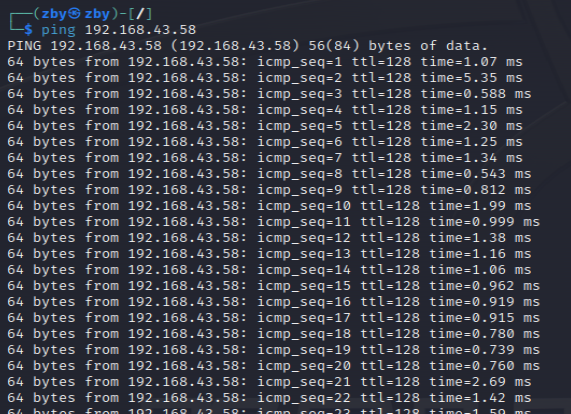 ┌──(zby㉿zby)-[/]
└─$ ping 192.168.43.58
PING 192.168.43.58 (192.168.43.58) 56(84) bytes of data.
64 bytes from 192.168.43.58: icmp_seq=1 ttl=128 time=1.07 ms
64 bytes from 192.168.43.58: icmp_seq=2 ttl=128 time=5.35 ms
64 bytes from 192.168.43.58: icmp_seq=3 ttl=128 time=0.588 ms
64 bytes from 192.168.43.58: icmp_seq=4 ttl=128 time=1.15 ms
64 bytes from 192.168.43.58: icmp_seq=5 ttl=128 time=2.30 ms
64 bytes from 192.168.43.58: icmp_seq=6 ttl=128 time=1.25 ms
64 bytes from 192.168.43.58: icmp_seq=7 ttl=128 time=1.34 ms
64 bytes from 192.168.43.58: icmp_seq=8 ttl=128 time=0.543 ms
64 bytes from 192.168.43.58: icmp_seq=9 ttl=128 time=0.812 ms
64 bytes from 192.168.43.58: icmp_seq=10 ttl=128 time=1.99 ms
64 bytes from 192.168.43.58: icmp_seq=11 ttl=128 time=0.999 ms
64 bytes from 192.168.43.58: icmp_seq=12 ttl=128 time=1.38 ms
64 bytes from 192.168.43.58: icmp_seq=13 ttl=128 time=1.16 ms
64 bytes from 192.168.43.58: icmp_seq=14 ttl=128 time=1.06 ms
64 bytes from 192.168.43.58: icmp_seq=15 ttl=128 time=0.962 ms
64 bytes from 192.168.43.58: icmp_seq=16 ttl=128 time=0.919 ms
64 bytes from 192.168.43.58: icmp_seq=17 ttl=128 time=0.915 ms
64 bytes from 192.168.43.58: icmp_seq=18 ttl=128 time=0.780 ms
64 bytes from 192.168.43.58: icmp_seq=19 ttl=128 time=0.739 ms
64 bytes from 192.168.43.58: icmp_seq=20 ttl=128 time=0.760 ms
64 bytes from 192.168.43.58: icmp_seq=21 ttl=128 time=2.69 ms
64 bytes from 192.168.43.58: icmp_seq=22 ttl=128 time=1.42 ms
64 bytes from 192.168.43.58: icmp_seq=23 ttl=128 time=1.59 ms